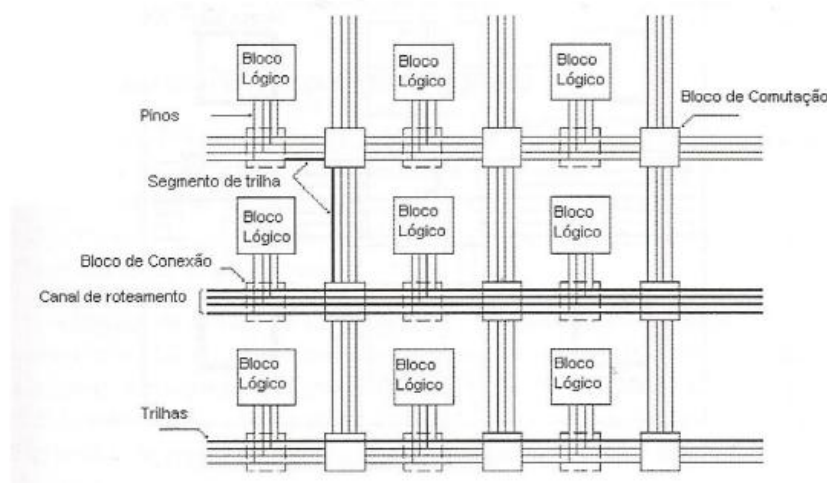 Bloco
Lógico
Bloco
Lógico
Bloco
Lógico
Bloco de Comutação
Pinos
Segmento de trilha
Bloco
Lógico
Bloco
Lógico
Bloco
Lógico
Bloco de Conexão
Canal de roteamento
Bloco
Lógico
Bloco
Lógico
Bloco
Lógico
Trilhas